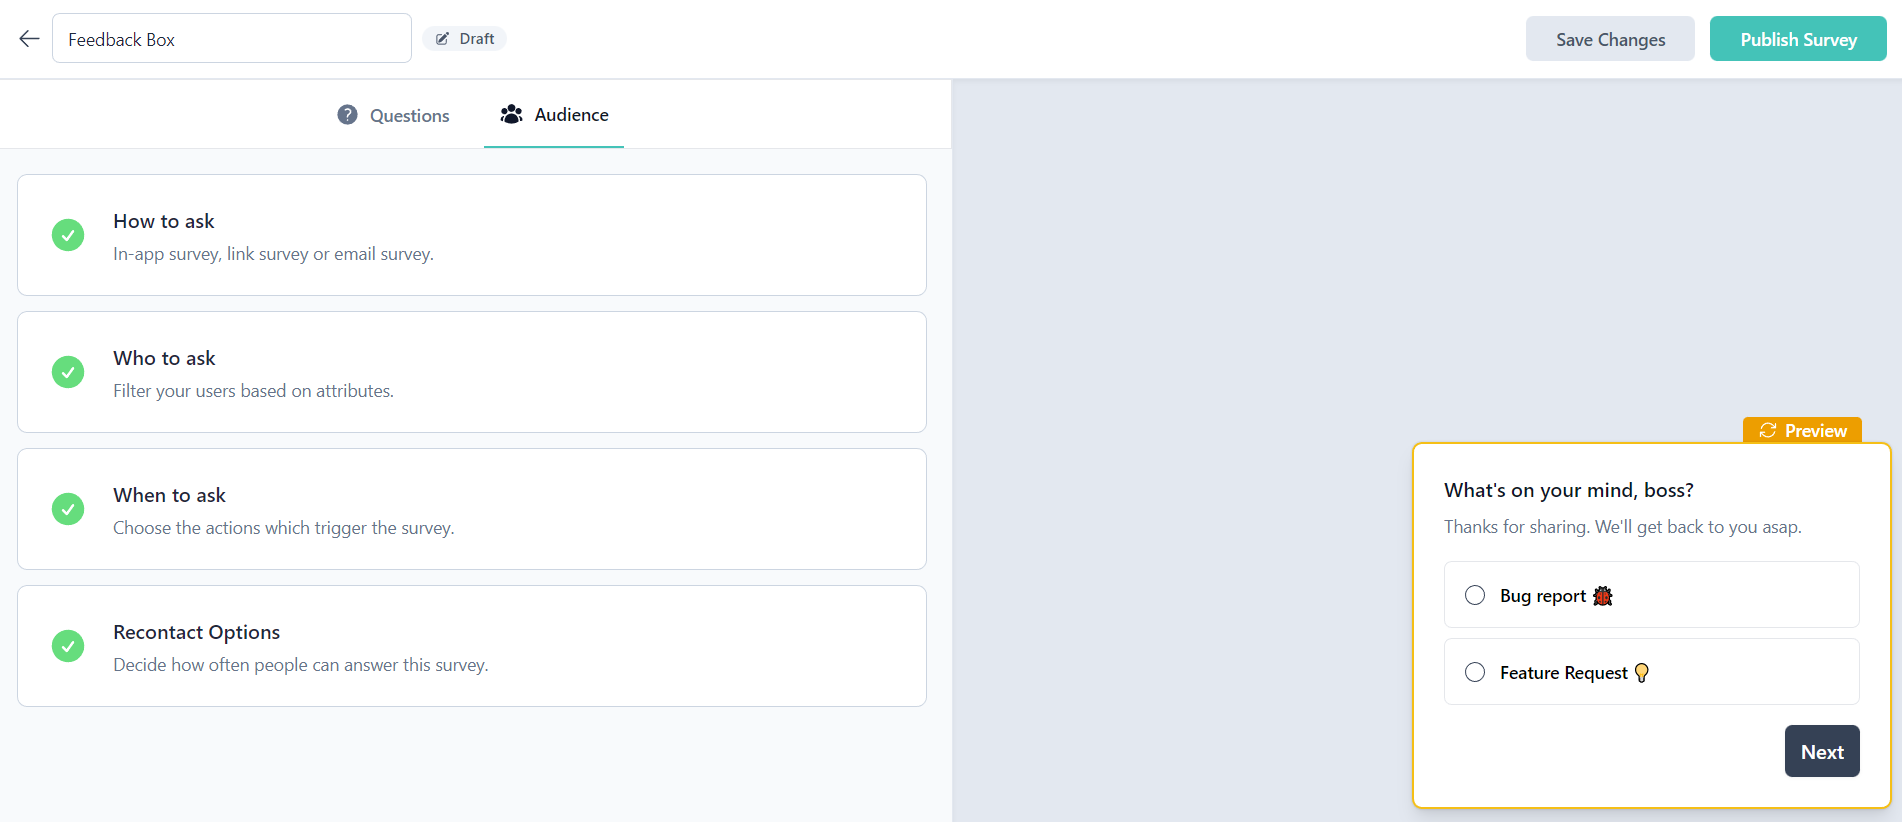 Feedback Box
Draft
Save Changes
Publish Survey
Questions
Audience
How to ask
In-app survey, link survey or email survey.
Who to ask
Filter your users based on attributes.
When to ask
Choose the actions which trigger the survey.
Recontact Options
Decide how often people can answer this survey.
Preview
What's on your mind, boss?
Thanks for sharing. We'll get back to you asap.
Bug report 🐞
Feature Request 💡
Next